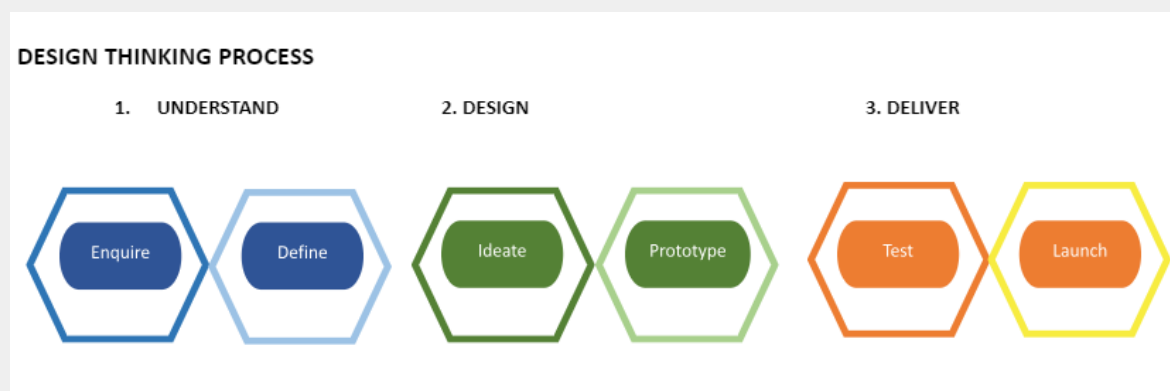 DESIGN THINKING PROCESS
1. UNDERSTAND
2. DESIGN
3. DELIVER
Enquire
Define
Ideate
Prototype
Test
Launch